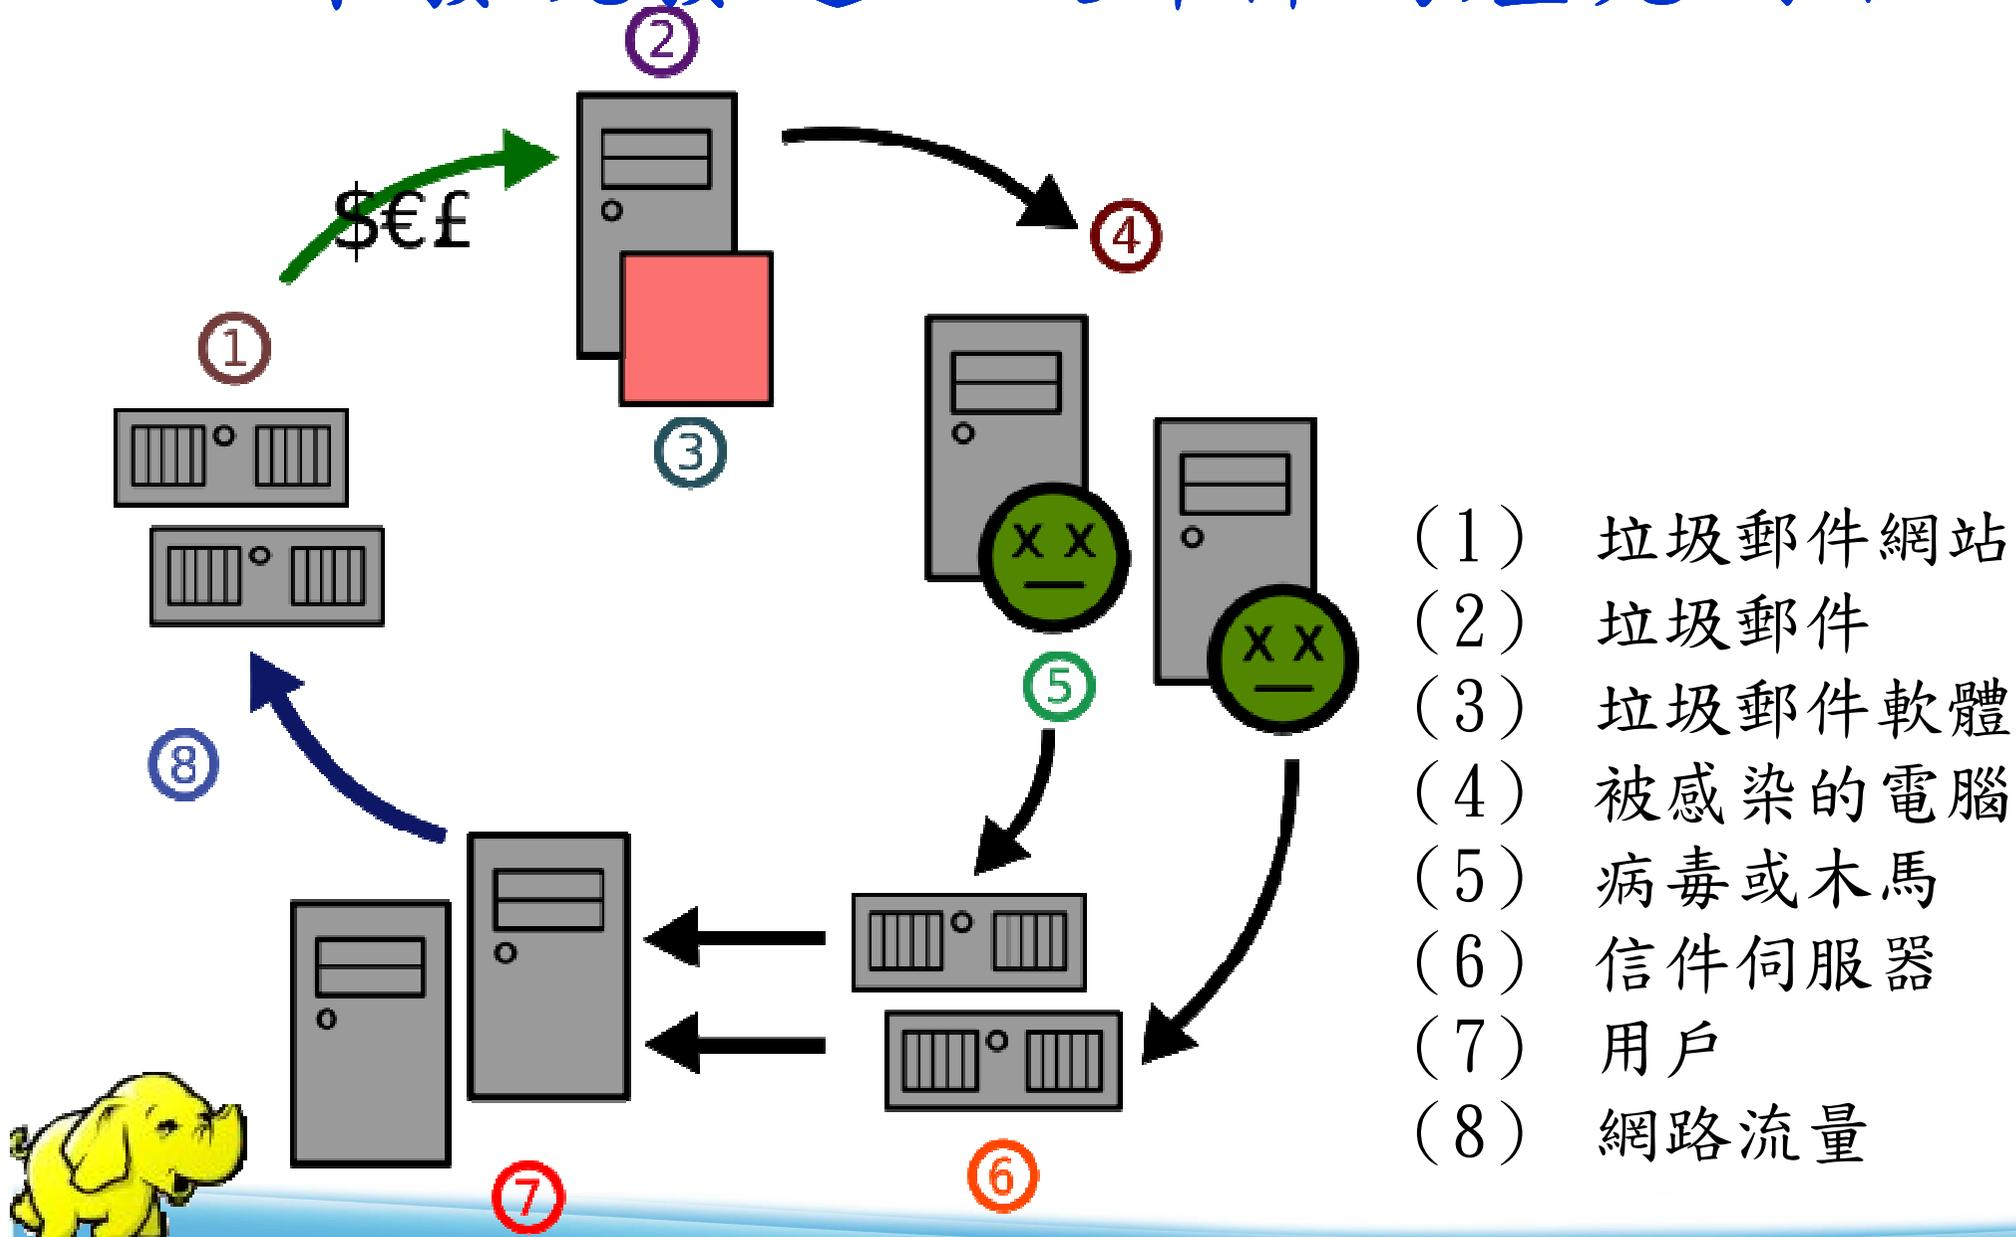 ②
$€£
④
①
③
⑤
⑧
⑥
⑦
X X
X X
(1) 垃圾郵件網站
(2) 垃圾郵件
(3) 垃圾郵件軟體
(4) 被感染的電腦
(5) 病毒或木馬
(6) 信件伺服器
(7) 用戶
(8) 網路流量